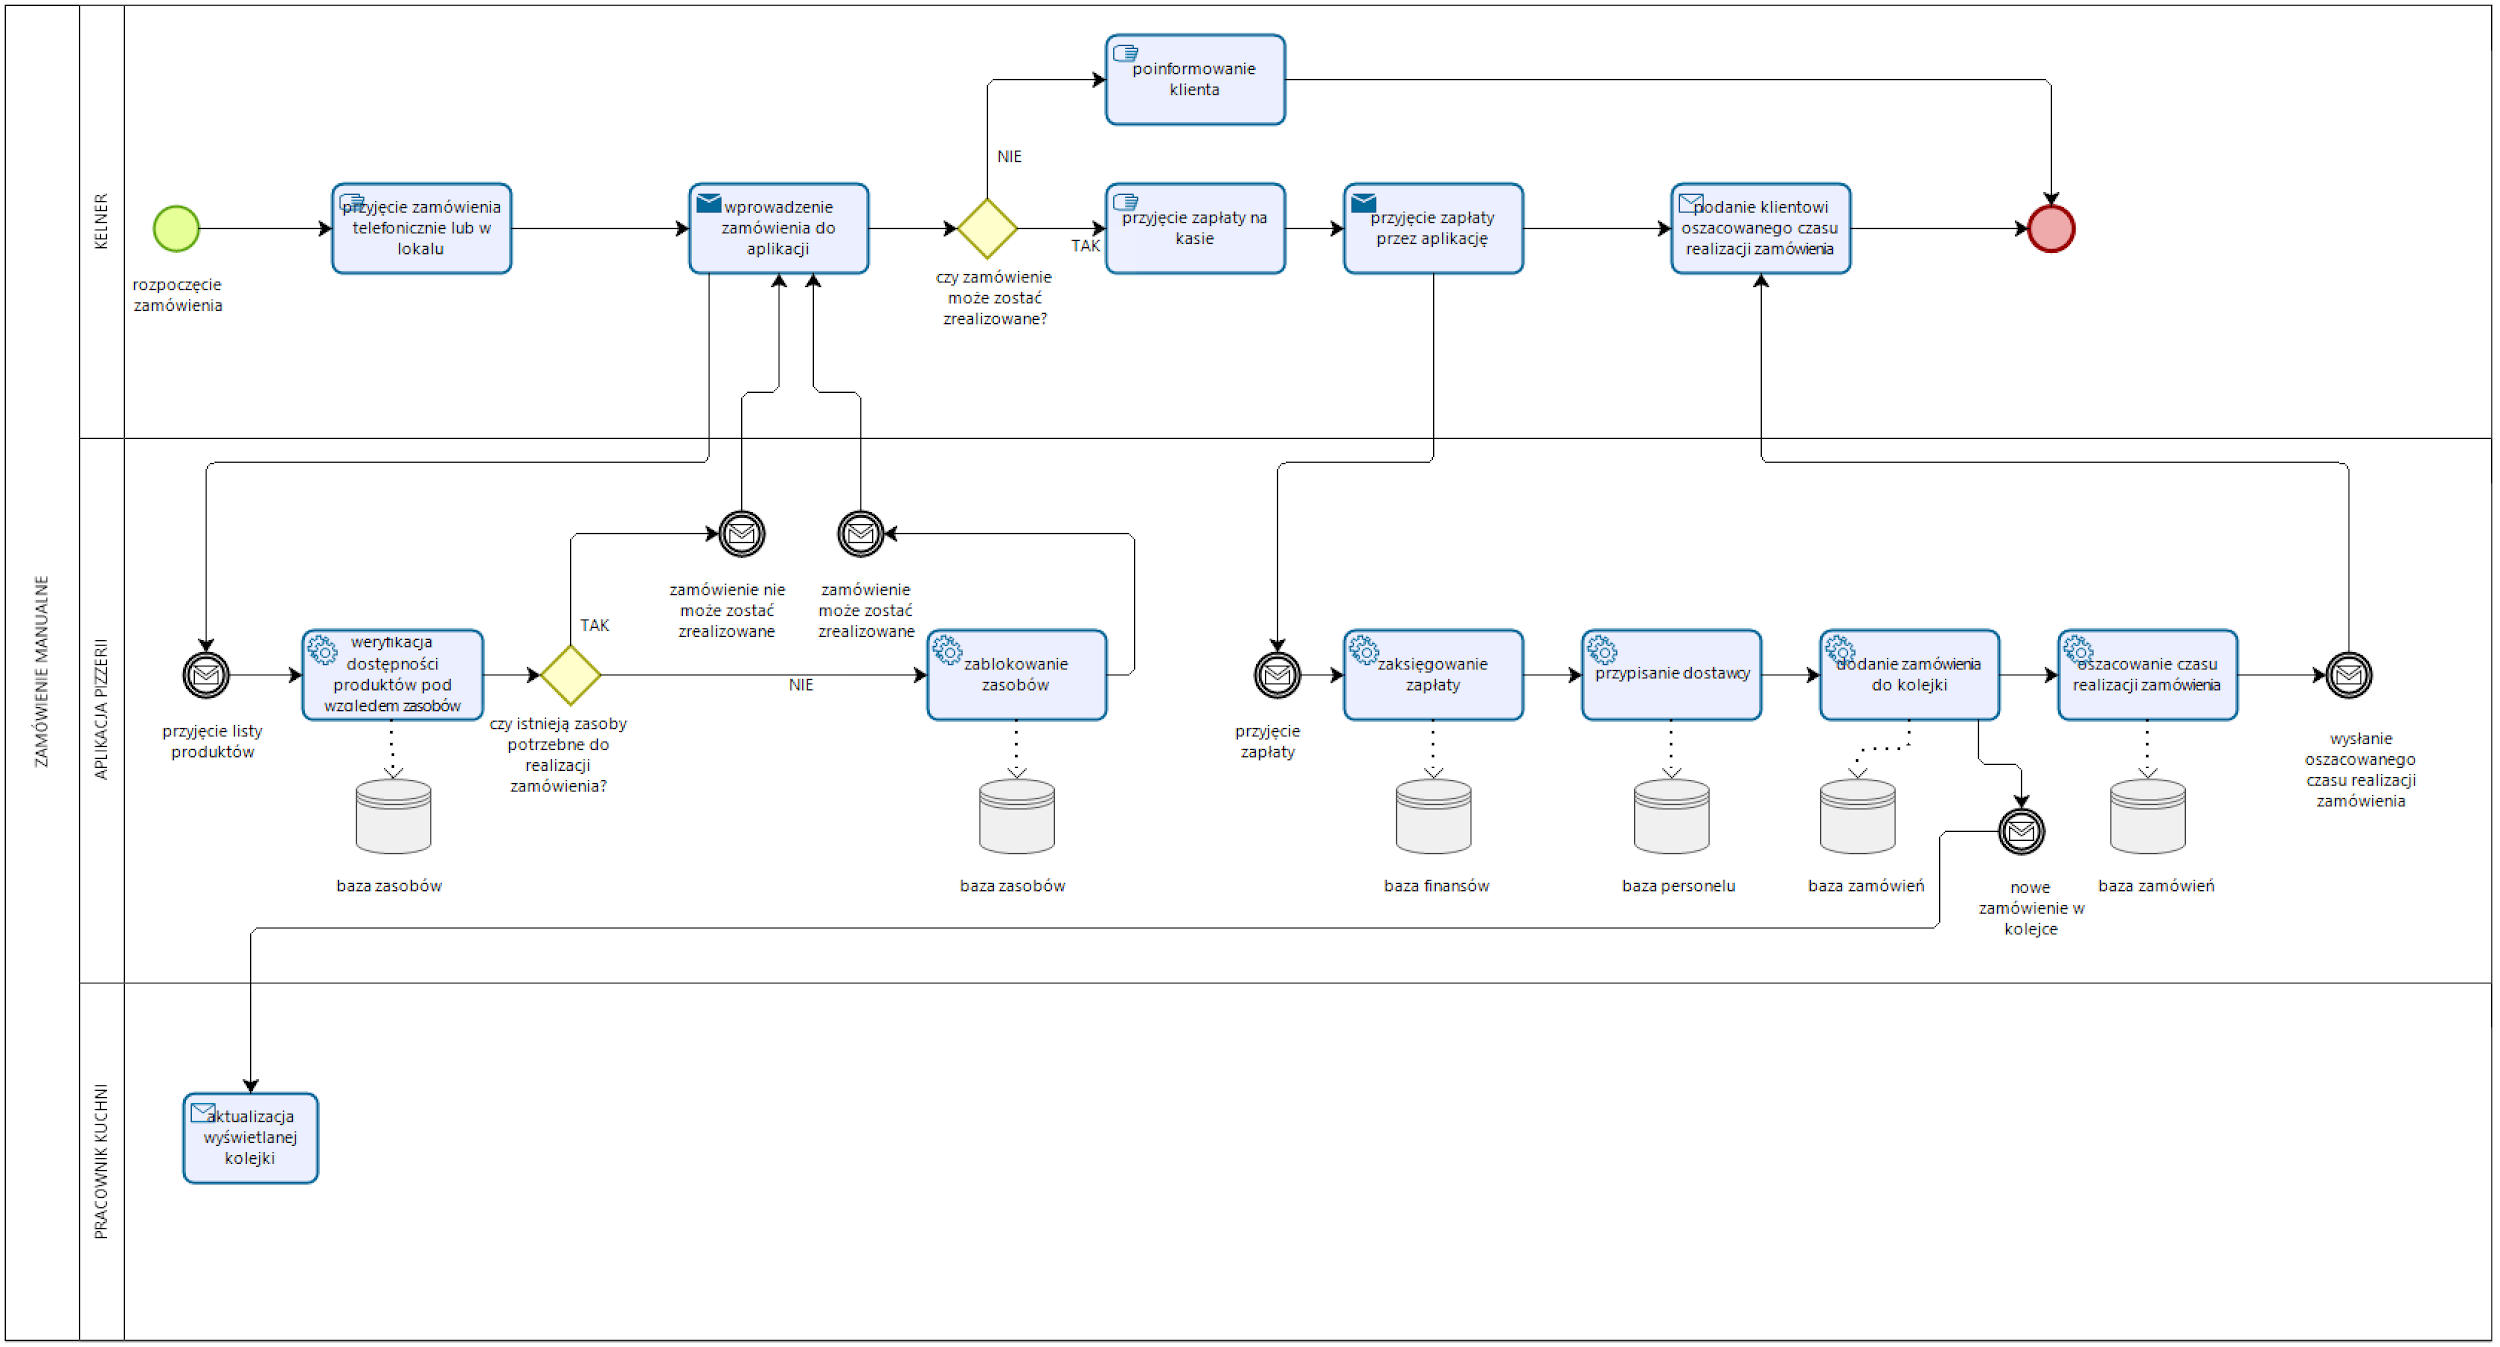 ZAMÓWIENIE MANUALNE
KELNER
rozpoczęcie
zamówienia
przyjęcie zamówienia
telefonicznie lub w
lokalu
wprowadzenie
zamówienia do
aplikacji
czy zamówienie
może zostać
zrealizowane?
NIE
TAK
poinformowanie
klienta
przyjęcie zapłaty na
kasie
przyjęcie zapłaty
przez aplikację
podanie klientowi
oszacowanego czasu
realizacji zamówienia
APLIKACJA PIZZERII
przyjęcie listy
produktów
weryfikacja
dostępności
produktów pod
względem zasobów
baza zasobów
czy istnieją zasoby
potrzebne do
realizacji
zamówienia?
TAK
NIE
zamówienie nie
może zostać
zrealizowane
zamówienie
może zostać
zrealizowane
zablokowanie
zasobów
baza zasobów
przyjęcie
zapłaty
zaksięgowanie
zapłaty
baza finansów
przypisanie dostawcy
baza personelu
dodanie zamówienia
do kolejki
baza zamówień
nowe
zamówienie w
kolejce
oszacowanie czasu
realizacji zamówienia
baza zamówień
wysłanie
oszacowanego
czasu realizacji
zamówienia
PRACOWNIK KUCHNI
aktualizacja
wyświetlanej
kolejki